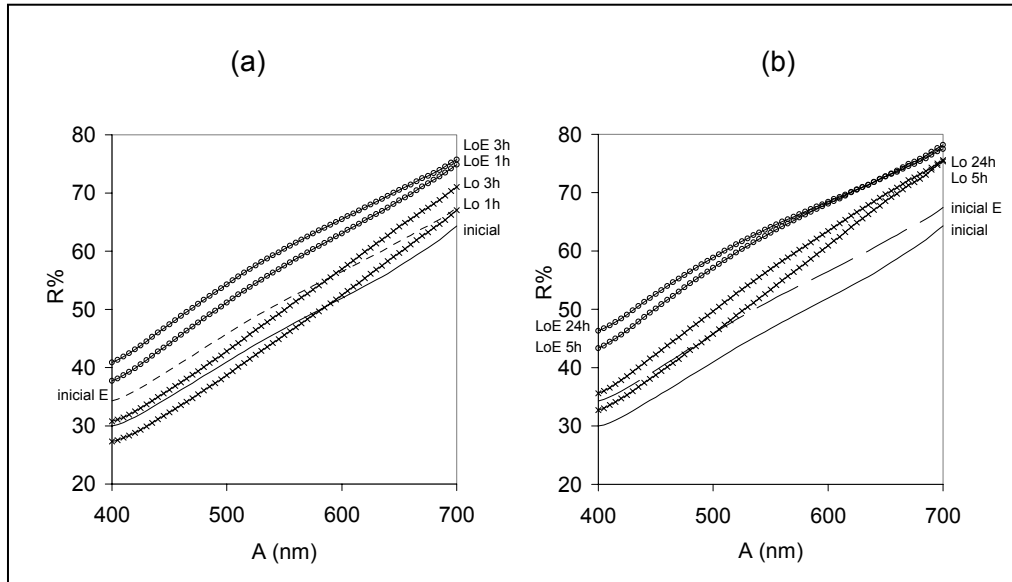 (a)
(b)
80
70
60
50
40
30
20
R%
400
500
600
700
A (nm)
LoE 3h
LoE 1h
Lo 3h
Lo 1h
inicial
inicial E
80
70
60
50
40
30
20
R%
400
500
600
700
A (nm)
Lo 24h
Lo 5h
inicial E
inicial
LoE 24h
LoE 5h